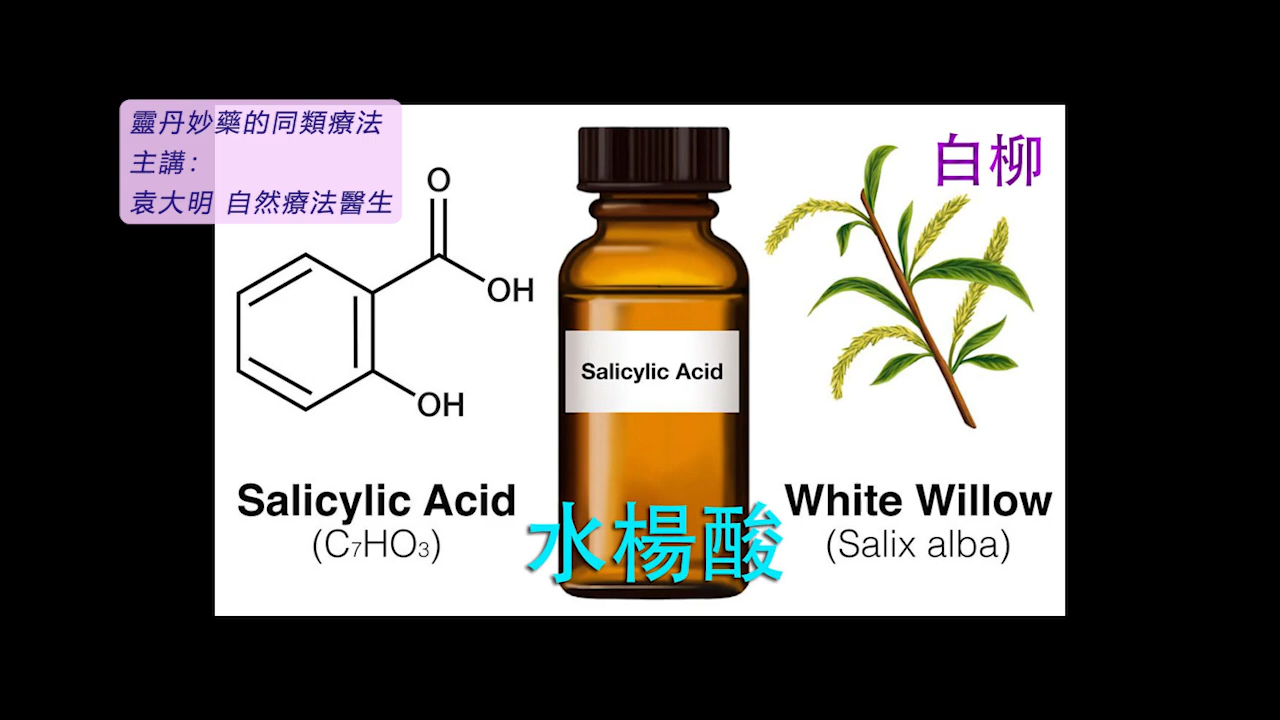 靈丹妙藥的同類療法
主講：
袁大明 自然療法醫生
白柳
O
OH
OH
Salicylic Acid
Salicylic Acid
(C₇HO₃)
水楊酸
White Willow
(Salix alba)